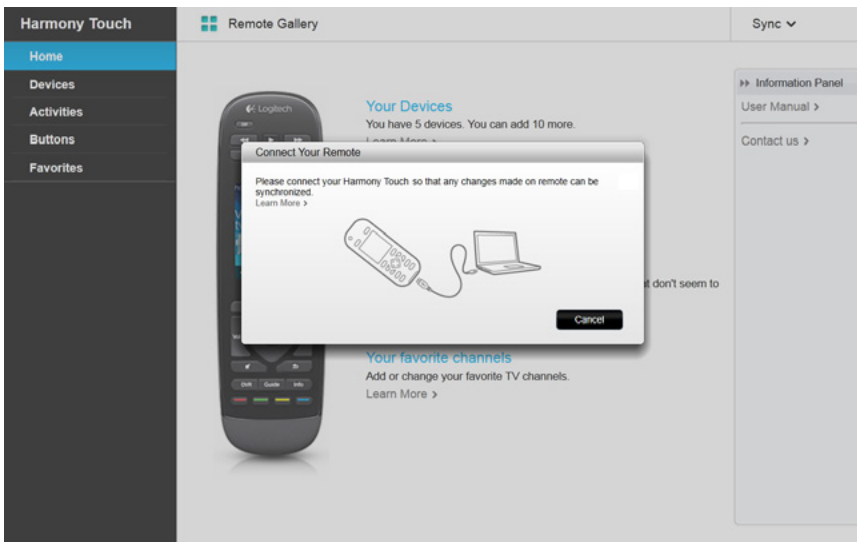 Harmony Touch
Remote Gallery
Sync
Home
Devices
Activities
Buttons
Favorites
Information Panel
User Manual >
Contact us >
Logitech
Your Devices
You have 5 devices. You can add 10 more.
Learn More >
Connect Your Remote
Please connect your Harmony Touch so that any changes made on remote can be
synchronized.
Learn More >
Cancel
don't seem to
Your favorite channels
Add or change your favorite TV channels.
Learn More >
DVR Guide Info